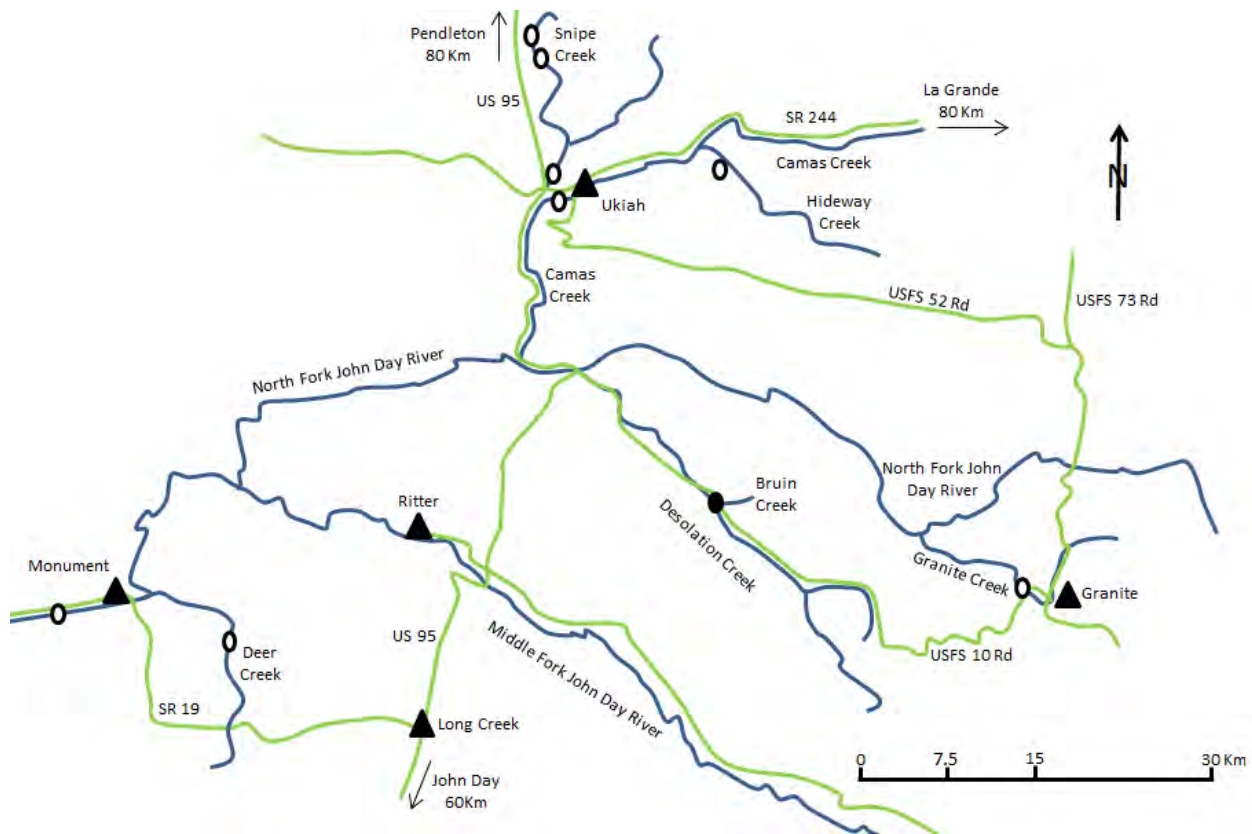 Pendleton
80 Km
Snipe
Creek
US 95
La Grande
80 Km
SR 244
Camas Creek
N
Ukiah
Hideway
Creek
Camas
Creek
USFS 52 Rd
USFS 73 Rd
North Fork John Day River
North Fork John
Day River
Ritter
Bruin
Creek
Desolation Creek
Monument
Granite Creek
Granite
US 95
Deer
Creek
Middle Fork John Day River
USFS 10 Rd
SR 19
Long Creek
John Day
60Km
0 7.5 15 30 Km